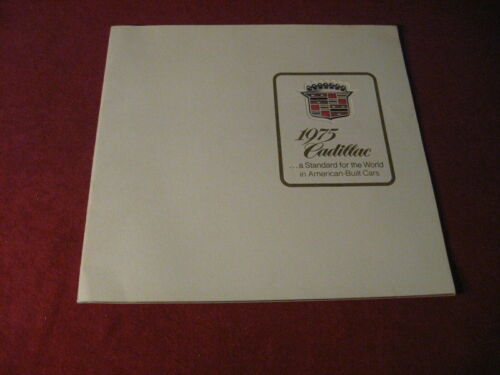 1975
Cadillac
...a Standard for the World
in American-Built Cars